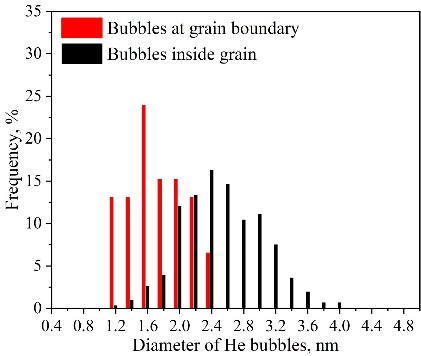 35
30
25
20
15
10
5
0
Frequency, %
Bubbles at grain boundary
Bubbles inside grain
0.4 0.8 1.2 1.6 2.0 2.4 2.8 3.2 3.6 4.0 4.4 4.8
Diameter of He bubbles, nm